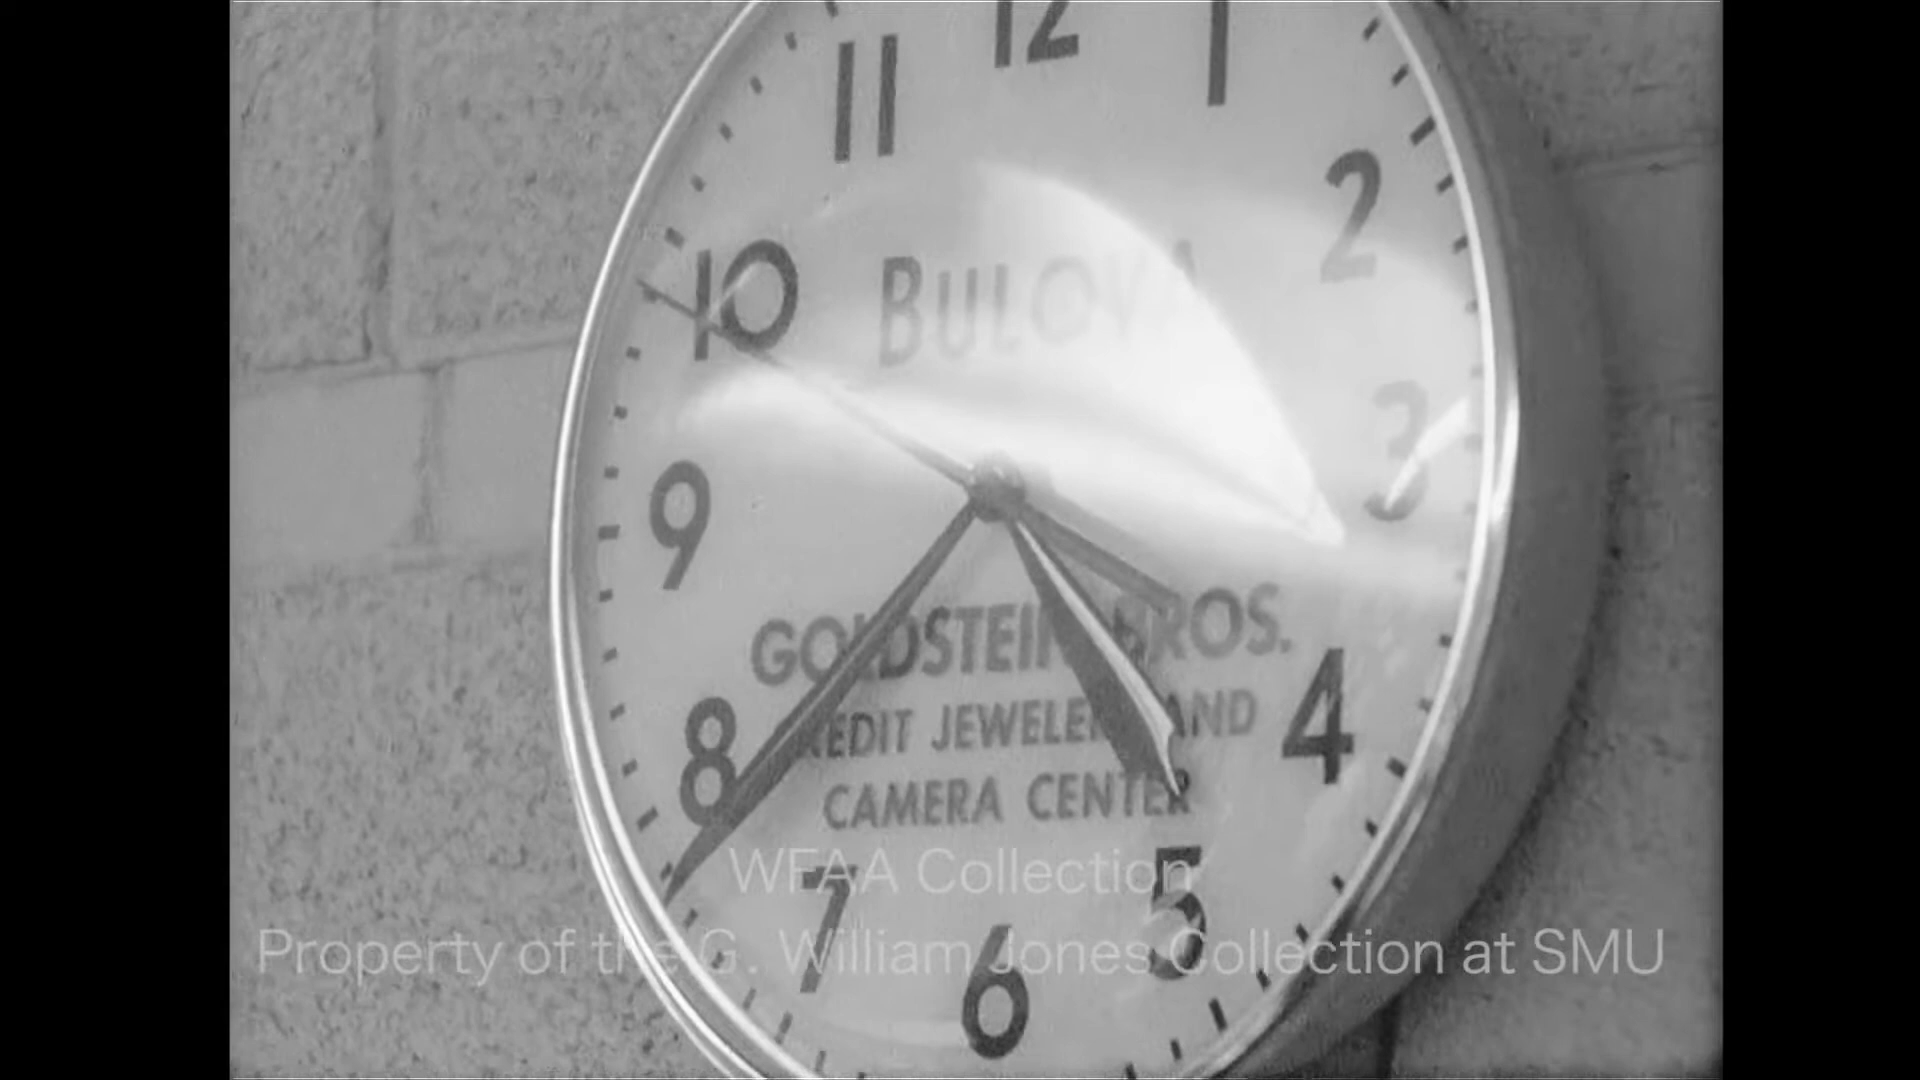 12
11 1
10 2
BULOVA
9 3
GOLDSTEIN BROS.
CREDIT JEWELERS AND
8 4
CAMERA CENTER
7 5
6
WFAA Collection
Property of the G. William Jones Collection at SMU